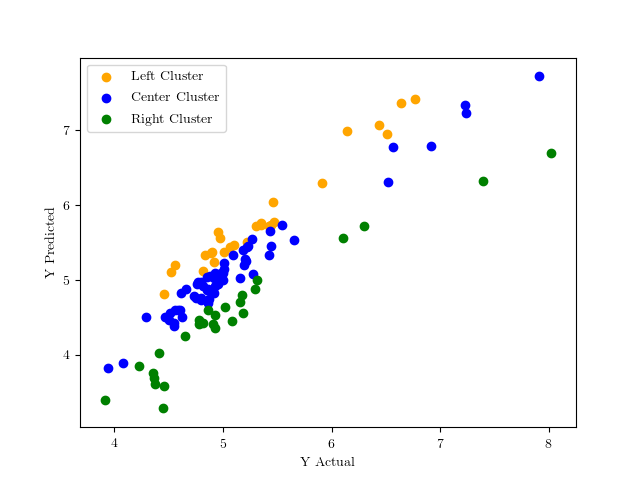 Left Cluster
Center Cluster
Right Cluster
7
6
5
4
Y Predicted
4 5 6 7 8
Y Actual